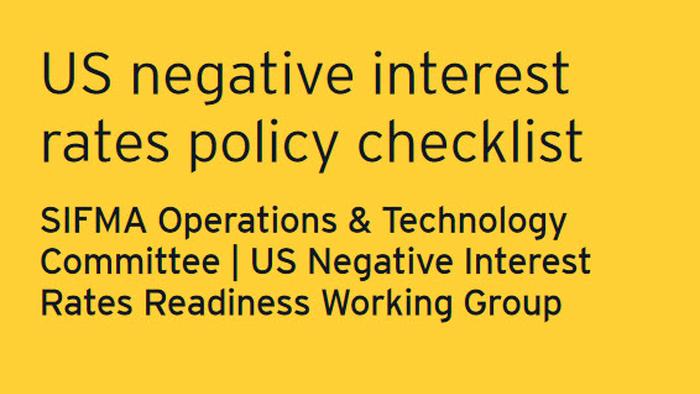 US negative interest
rates policy checklist
SIFMA Operations & Technology
Committee | US Negative Interest
Rates Readiness Working Group